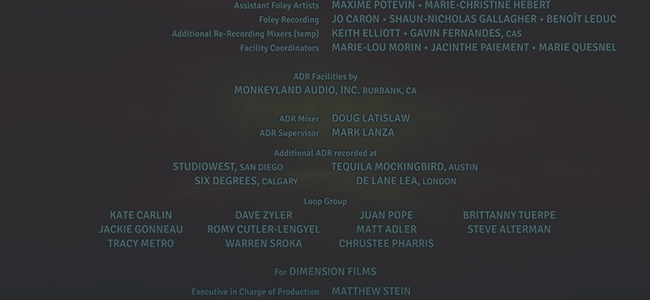 Assistant Foley Artists MAXIME POTEVIN • MARIE-CHRISTINE HEBERT
Foley Recording JO CARON • SHAUN-NICHOLAS GALLAGHER • BENOÎT LEDUC
Additional Re-Recording Mixers (temp) KEITH ELLIOTT • GAVIN FERNANDES, CAS
Facility Coordinators MARIE-LOU MORIN • JACINTHE PAIEMENT • MARIE QUESNEL
ADR Facilities by
MONKEYLAND AUDIO, INC. BURBANK, CA
ADR Mixer DOUG LATISLAW
ADR Supervisor MARK LANZA
Additional ADR recorded at
STUDIOWEST, SAN DIEGO TEQUILA MOCKINGBIRD, AUSTIN
SIX DEGREES, CALGARY DE LANE LEA, LONDON
Loop Group
KATE CARLIN DAVE ZYLER JUAN POPE BRITTANNY TUERPE
JACKIE GONNEAU ROMY CUTLER-LENGYEL MATT ADLER STEVE ALTERMAN
TRACY METRO WARREN SROKA CHRUSTEE PHARRIS
For DIMENSION FILMS
Executive in Charge of Production MATTHEW STEIN